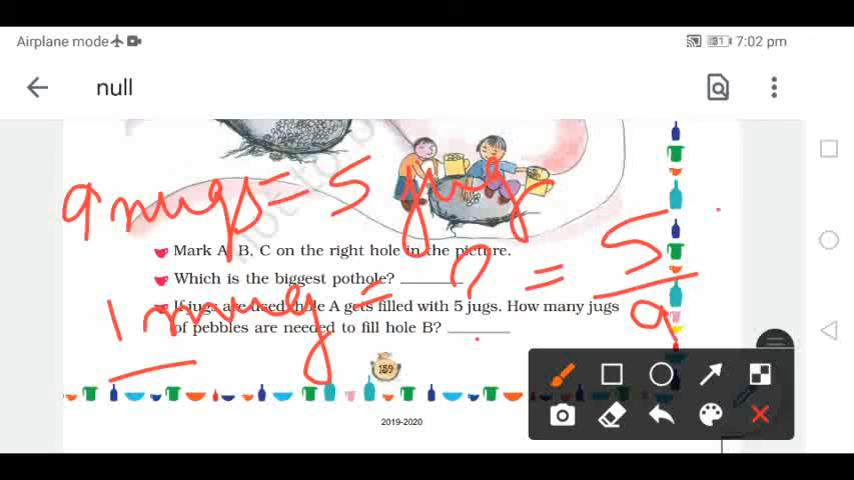 Airplane mode
31 7:02 pm
null
9 mugs = 5 jug
Mark A, B, C on the right hole in the picture.
Which is the biggest pothole?
1 mug = ? = 5/9
If jugs are used, hole A gets filled with 5 jugs. How many jugs
of pebbles are needed to fill hole B?
159
2019-2020